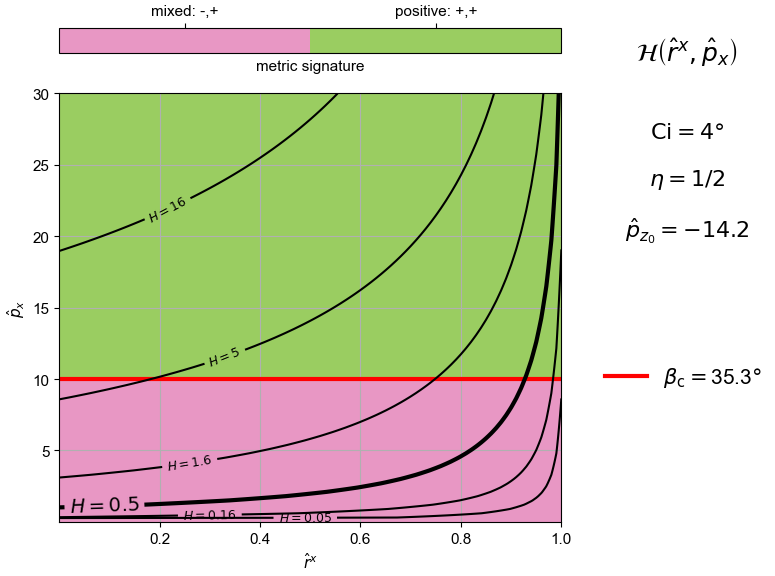 mixed: -,+
positive: +,+
metric signature
ℋ(r̂ˣ, p̂ₓ)
Ci = 4°
η = 1/2
p̂_{z₀} = −14.2
β_c = 35.3°
30
25
20
15
10
5
p̂ₓ
H = 16
H = 5
H = 1.6
H = 0.5
H = 0.16
H = 0.05
0.2
0.4
0.6
0.8
1.0
r̂ˣ